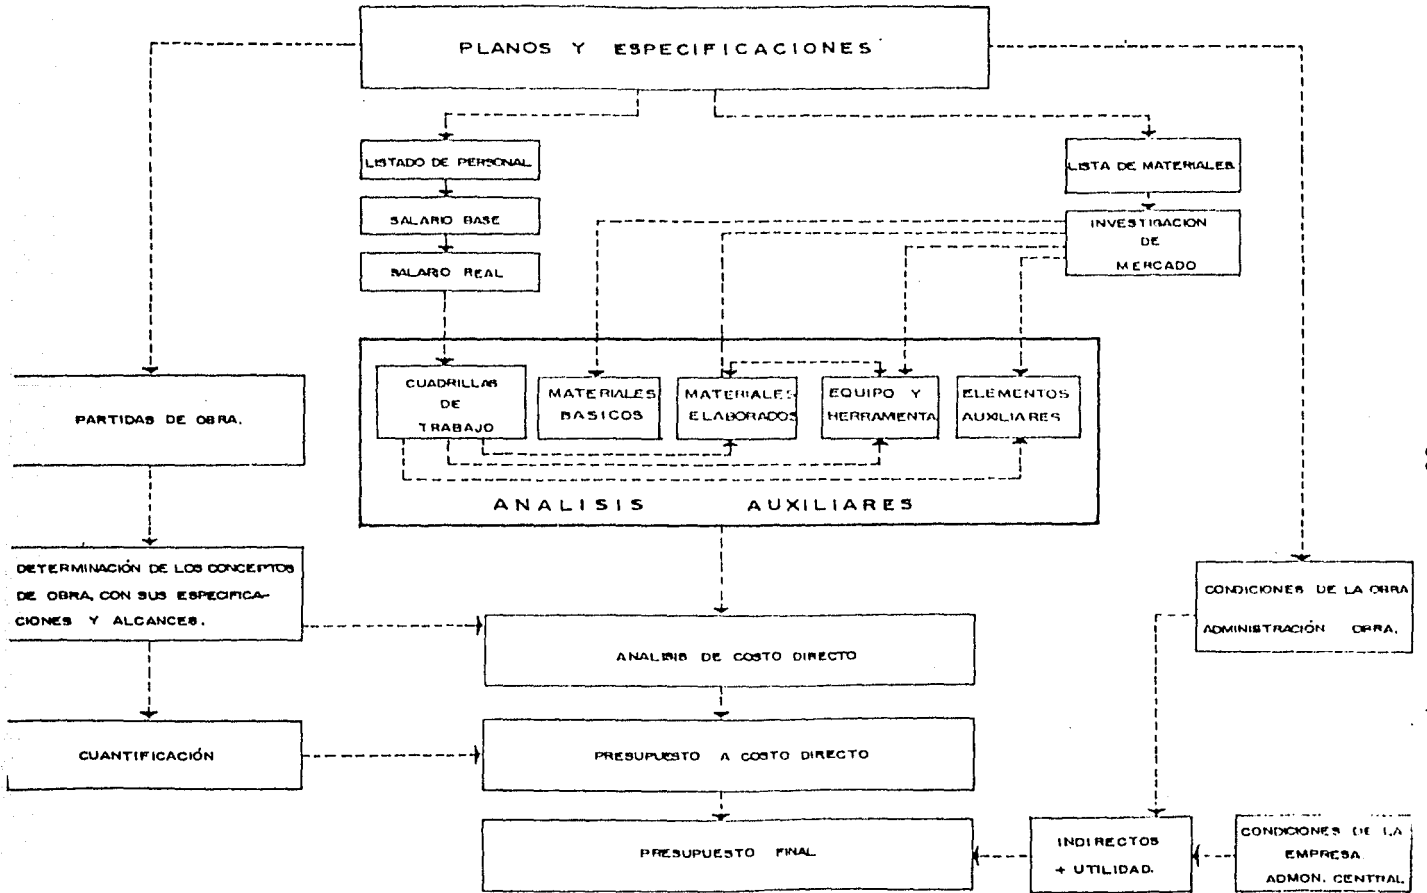 PLANOS Y ESPECIFICACIONES
LISTADO DE PERSONAL
LISTA DE MATERIALES
SALARIO BASE
INVESTIGACION
DE
MERCADO
SALARIO REAL
CUADRILLAS
DE
TRABAJO
MATERIALES
BASICOS
MATERIALES
ELABORADOS
EQUIPO Y
HERRAMIENTA
ELEMENTOS
AUXILIARES
PARTIDAS DE OBRA.
ANALISIS AUXILIARES
DETERMINACIÓN DE LOS CONCEPTOS
DE OBRA, CON SUS ESPECIFICA-
CIONES Y ALCANCES.
CONDICIONES DE LA OBRA
ADMINISTRACIÓN OBRA.
ANALISIS DE COSTO DIRECTO
CUANTIFICACIÓN
PRESUPUESTO A COSTO DIRECTO
PRESUPUESTO FINAL
INDIRECTOS
+ UTILIDAD.
CONDICIONES DE LA
EMPRESA
ADMON. CENTRAL.